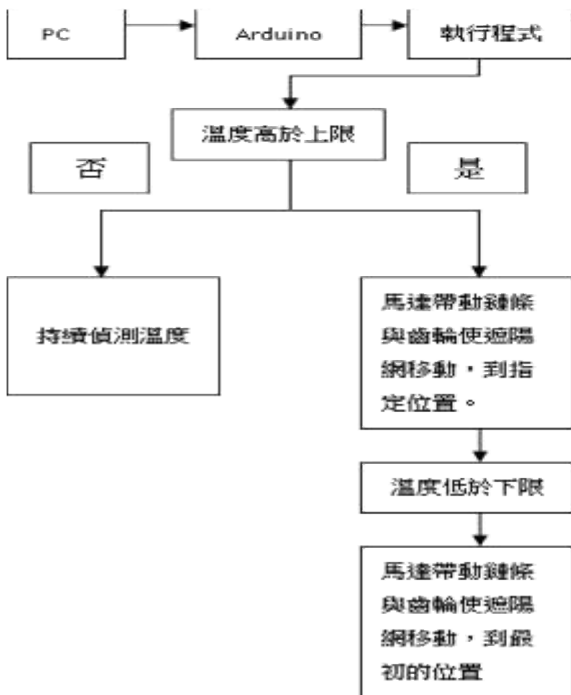 PC
Arduino
執行程式
溫度高於上限
否
是
持續偵測溫度
馬達帶動鏈條
與齒輪使遮陽
網移動，到指
定位置。
溫度低於下限
馬達帶動鏈條
與齒輪使遮陽
網移動，到最
初的位置